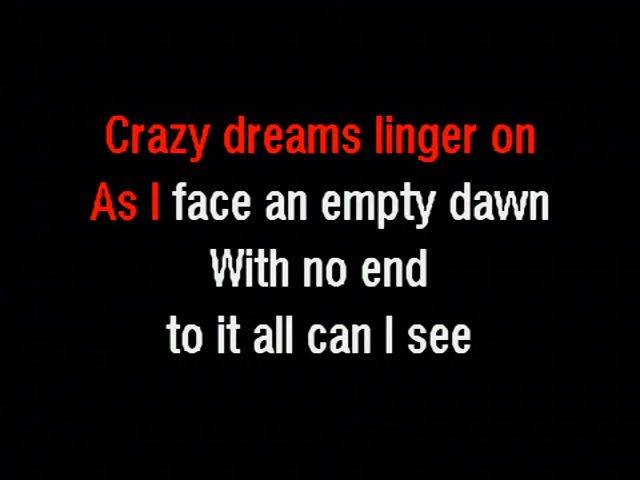 Crazy dreams linger on
As I face an empty dawn
With no end
to it all can I see